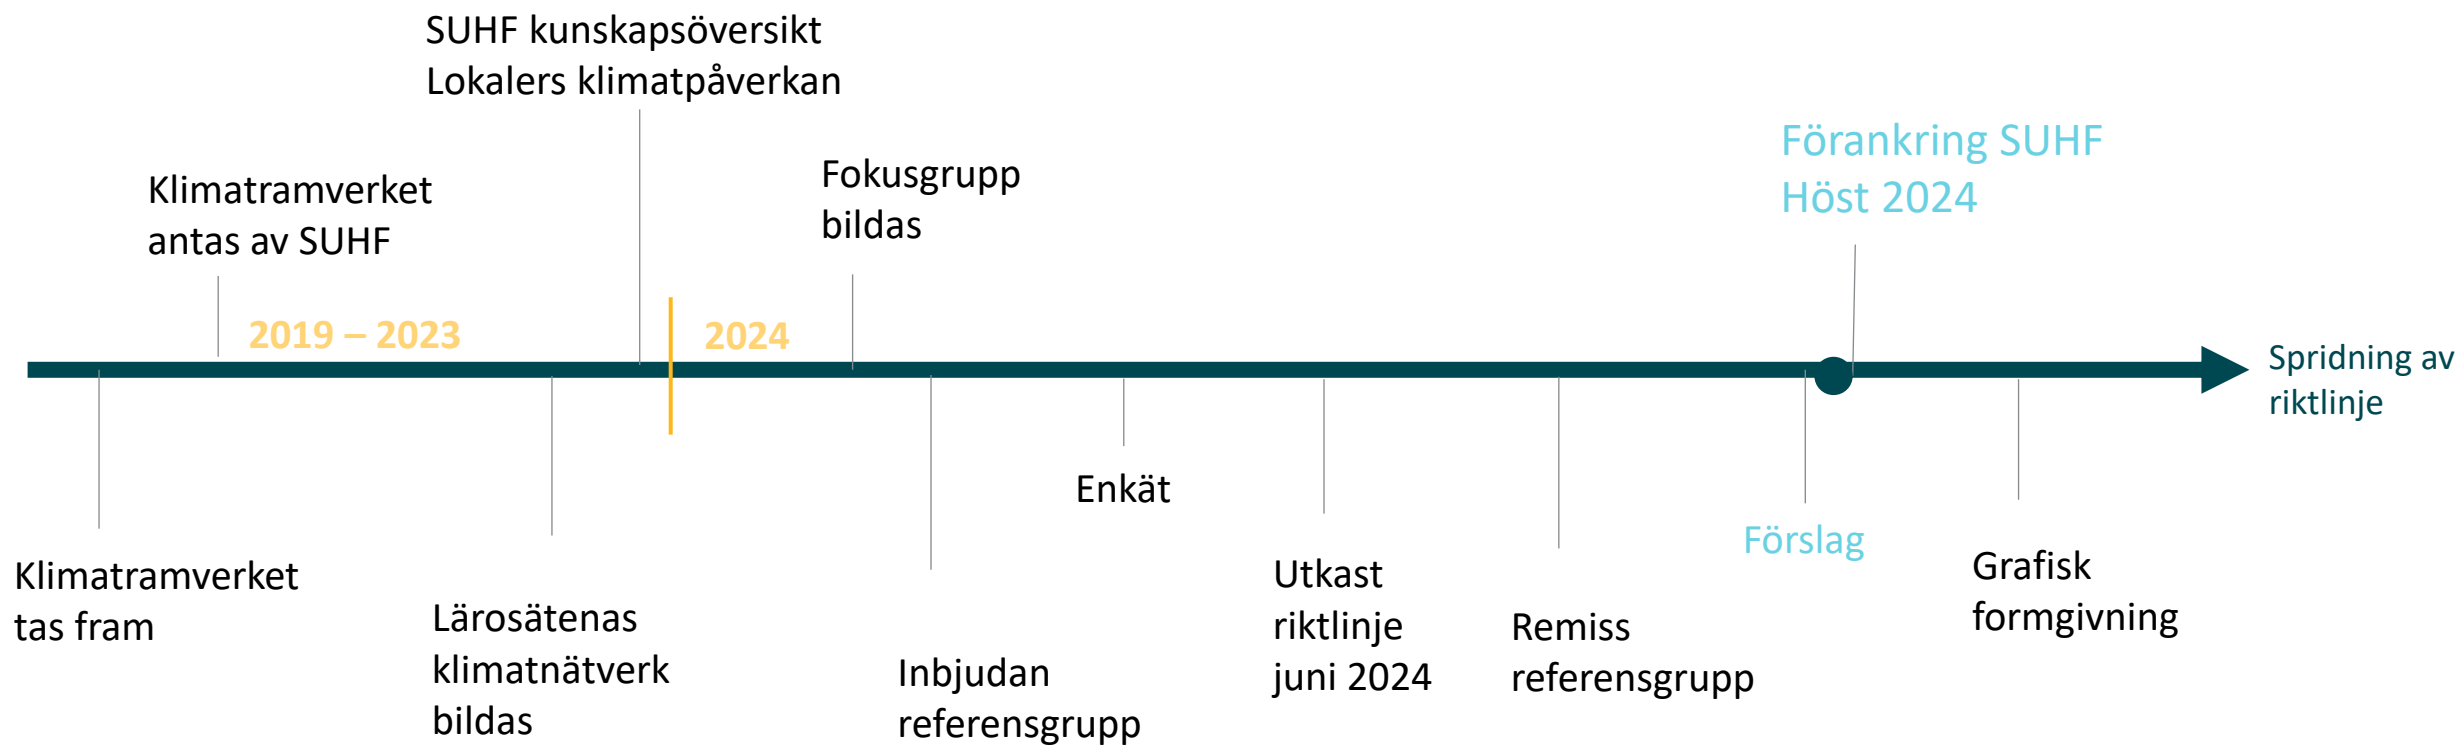 SUHF kunskapsöversikt
Lokalers klimatpåverkan
Förankring SUHF
Höst 2024
Fokusgrupp
bildas
Klimatramverket
antas av SUHF
2019 – 2023
2024
Spridning av
riktlinje
Enkät
Förslag
Klimatramverket
tas fram
Lärosätenas
klimatnätverk
bildas
Inbjudan
referensgrupp
Utkast
riktlinje
juni 2024
Remiss
referensgrupp
Grafisk
formgivning